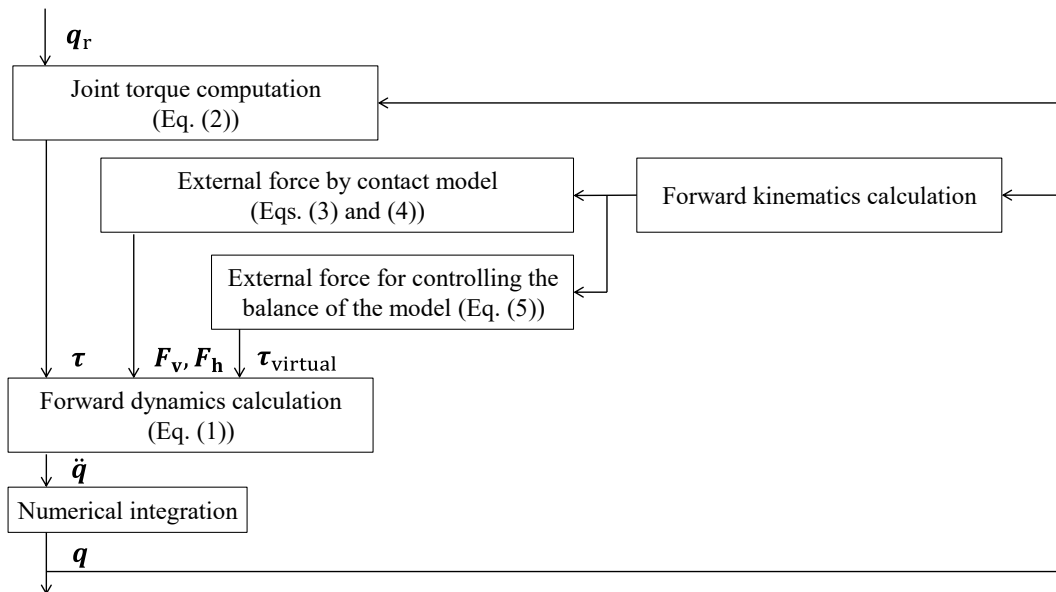 q_r
Joint torque computation
(Eq. (2))
External force by contact model
(Eqs. (3) and (4))
Forward kinematics calculation
External force for controlling the
balance of the model (Eq. (5))
τ F_v, F_h τ_virtual
Forward dynamics calculation
(Eq. (1))
q̈
Numerical integration
q